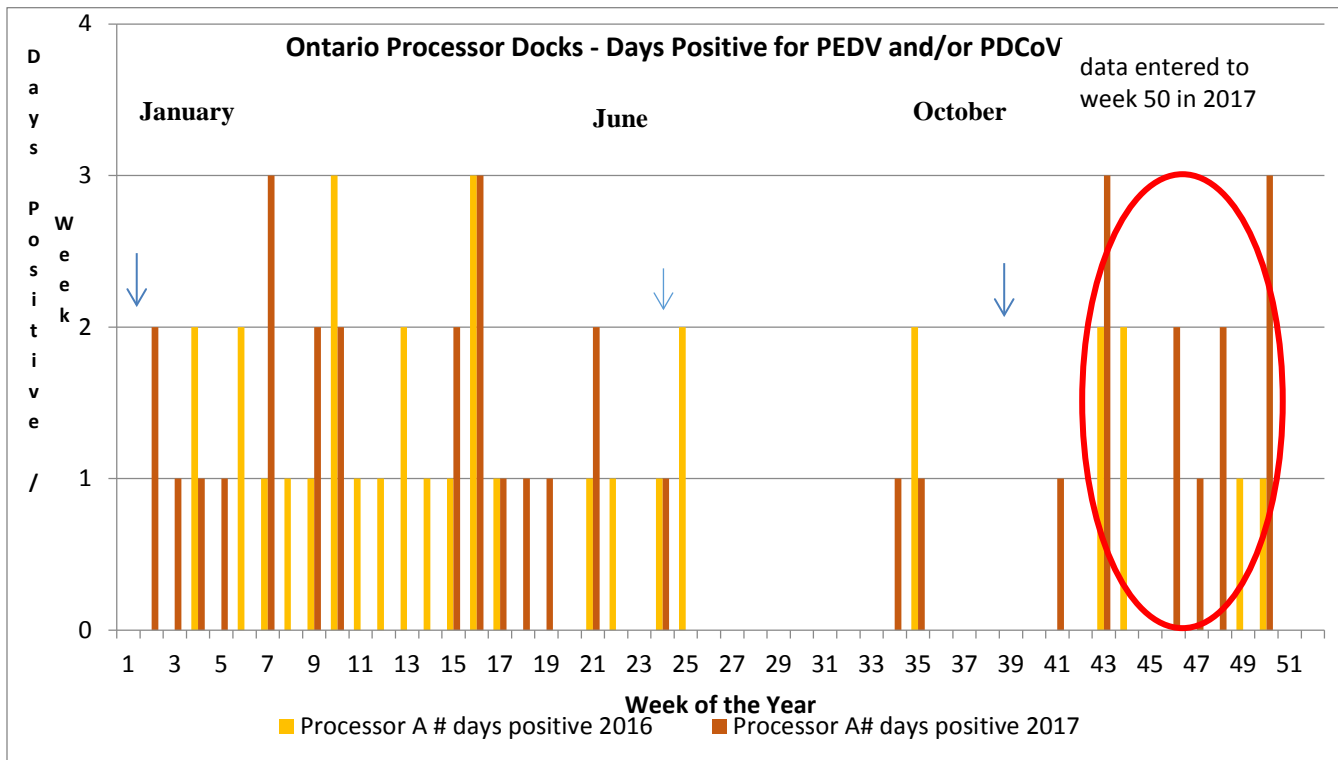 Ontario Processor Docks - Days Positive for PEDV and/or PDCoV
data entered to
week 50 in 2017
January
June
October
Days Positive /
Week
4
3
2
1
0
1 3 5 7 9 11 13 15 17 19 21 23 25 27 29 31 33 35 37 39 41 43 45 47 49 51
Week of the Year
Processor A # days positive 2016 Processor A# days positive 2017